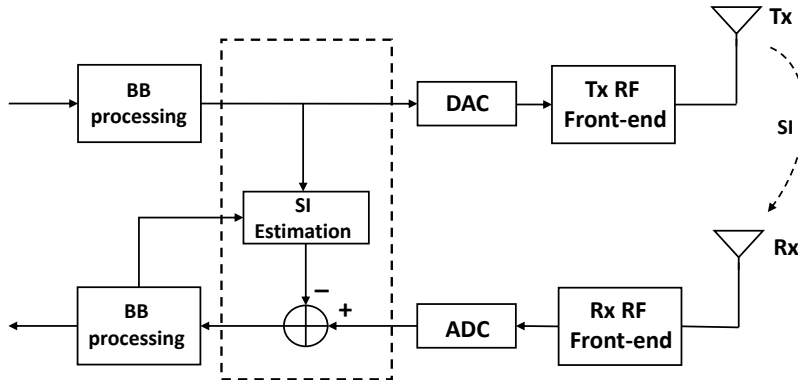 Tx
BB
processing
DAC
Tx RF
Front-end
SI
SI
Estimation
Rx
−
+
BB
processing
ADC
Rx RF
Front-end